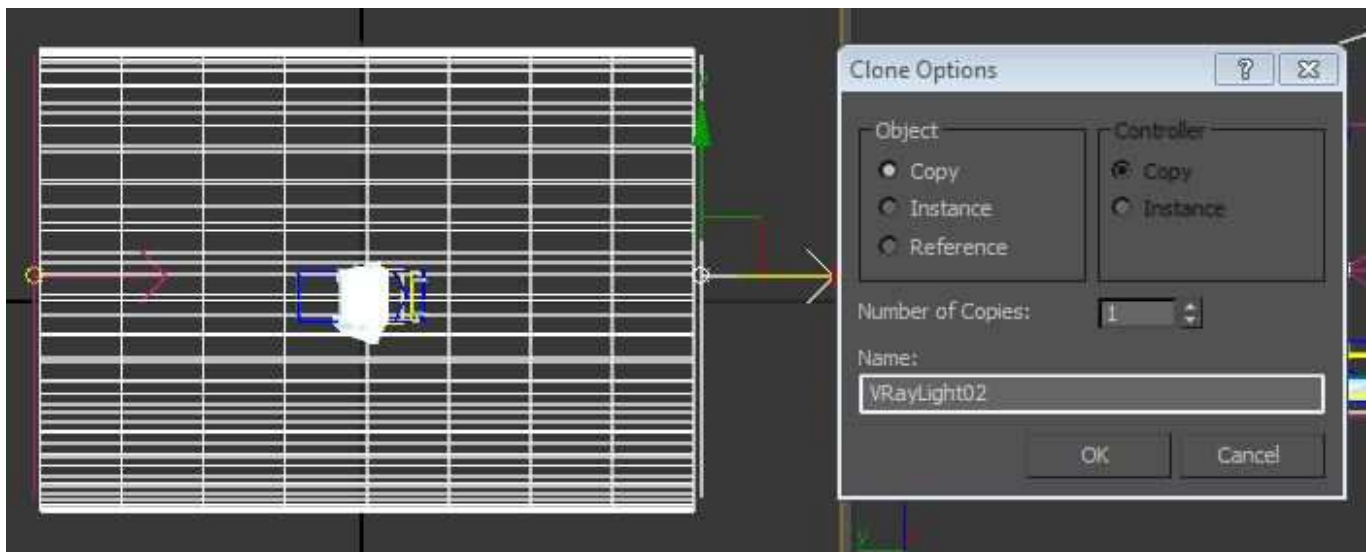 Clone Options
Object
Copy
Instance
Reference
Controller
Copy
Instance
Number of Copies:
1
Name:
VRayLight02
OK
Cancel
y